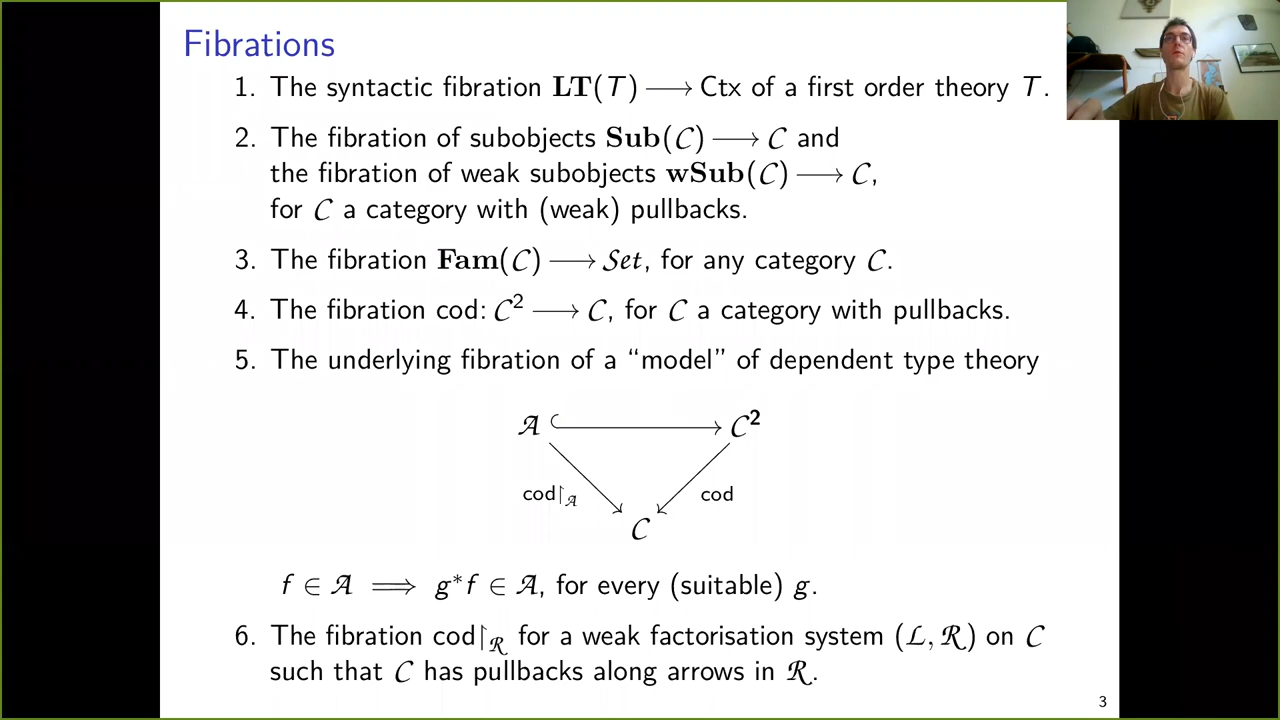 Fibrations
1. The syntactic fibration LT(T) ⟶ Ctx of a first order theory T.
2. The fibration of subobjects Sub(𝒞) ⟶ 𝒞 and
the fibration of weak subobjects wSub(𝒞) ⟶ 𝒞,
for 𝒞 a category with (weak) pullbacks.
3. The fibration Fam(𝒞) ⟶ 𝒮et, for any category 𝒞.
4. The fibration cod: 𝒞² ⟶ 𝒞, for 𝒞 a category with pullbacks.
5. The underlying fibration of a “model” of dependent type theory
𝒜 𝒞²
cod↾𝒜 cod
𝒞
f ∈ 𝒜 ⟹ g*f ∈ 𝒜, for every (suitable) g.
6. The fibration cod↾ℛ for a weak factorisation system (ℒ, ℛ) on 𝒞
such that 𝒞 has pullbacks along arrows in ℛ.
3